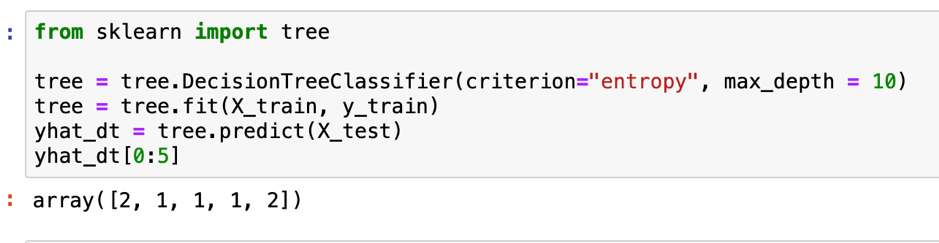 :
from sklearn import tree
tree = tree.DecisionTreeClassifier(criterion="entropy", max_depth = 10)
tree = tree.fit(X_train, y_train)
yhat_dt = tree.predict(X_test)
yhat_dt[0:5]
: array([2, 1, 1, 1, 2])